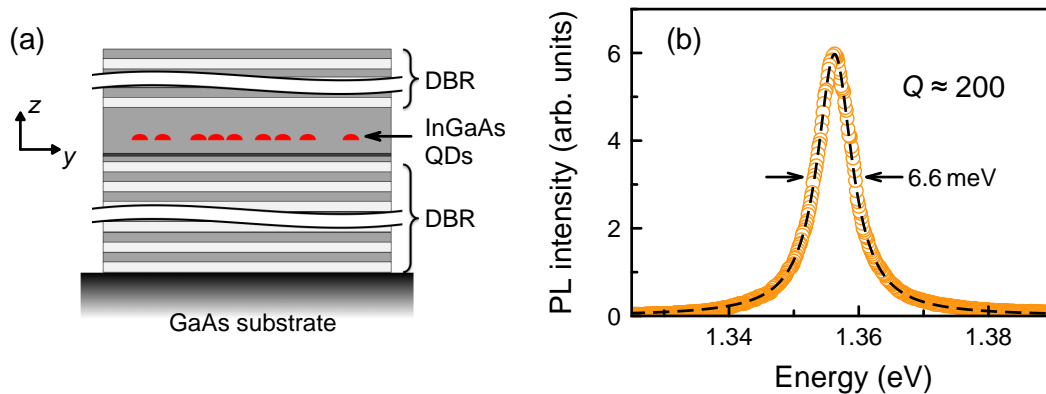 (a)
DBR
z
y
InGaAs
QDs
DBR
GaAs substrate
(b)
PL intensity (arb. units)
6
4
2
0
Q ≈ 200
6.6 meV
1.34
1.36
1.38
Energy (eV)